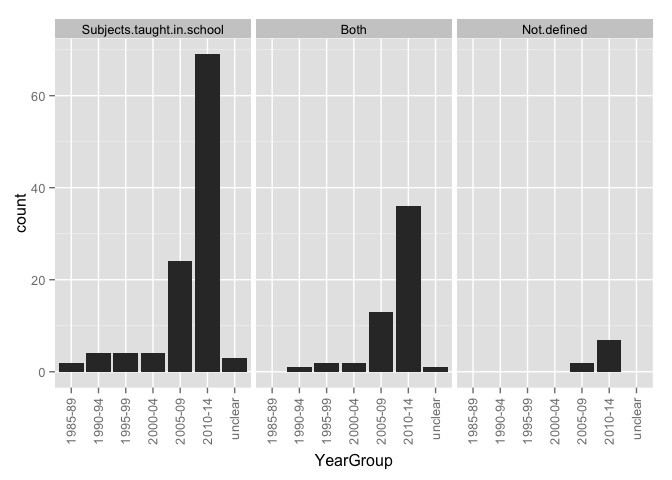 Subjects.taught.in.school Both Not.defined
60
40
20
0
count
1985-89 1990-94 1995-99 2000-04 2005-09 2010-14 unclear 1985-89 1990-94 1995-99 2000-04 2005-09 2010-14 unclear 1985-89 1990-94 1995-99 2000-04 2005-09 2010-14 unclear
YearGroup